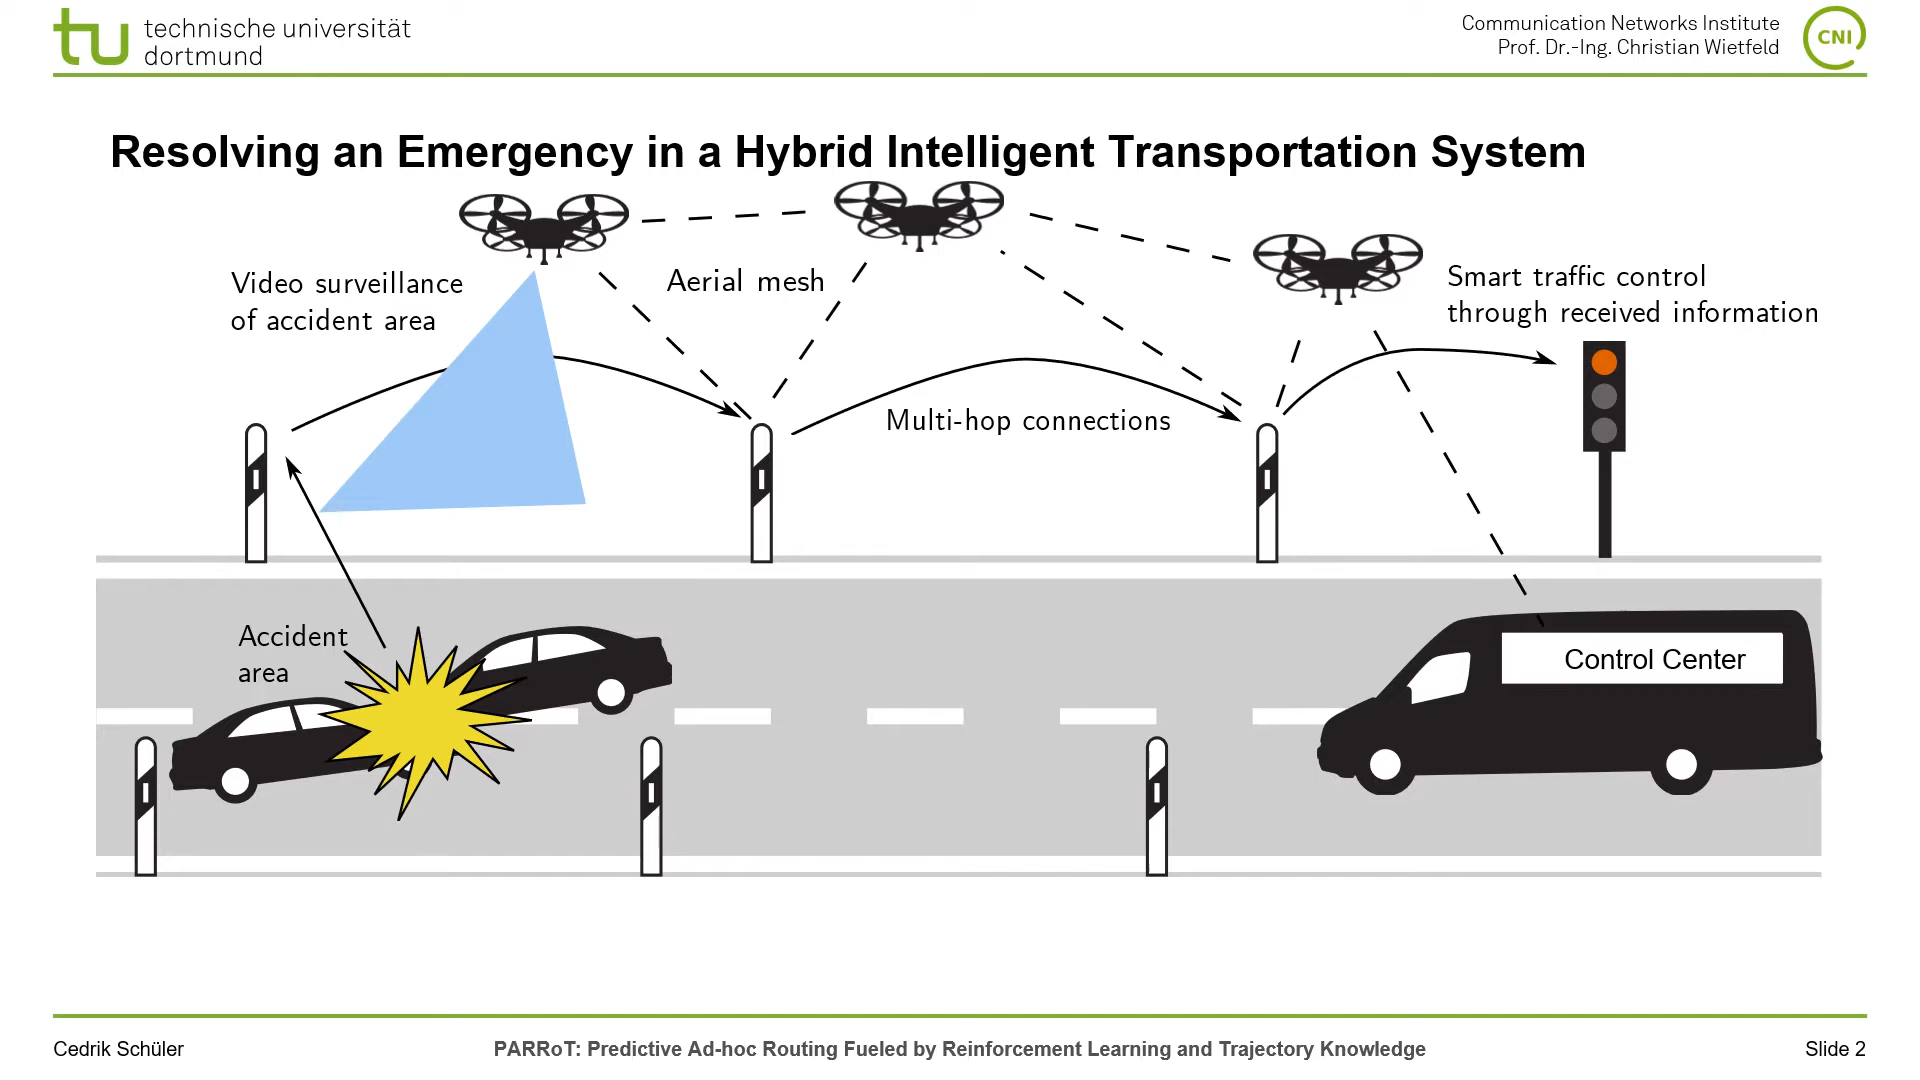 tu technische universität
dortmund
Communication Networks Institute
Prof. Dr.-Ing. Christian Wietfeld
CNI
Resolving an Emergency in a Hybrid Intelligent Transportation System
Video surveillance
of accident area
Aerial mesh
Smart traffic control
through received information
Multi-hop connections
Accident
area
Control Center
Cedrik Schüler
PARRoT: Predictive Ad-hoc Routing Fueled by Reinforcement Learning and Trajectory Knowledge
Slide 2